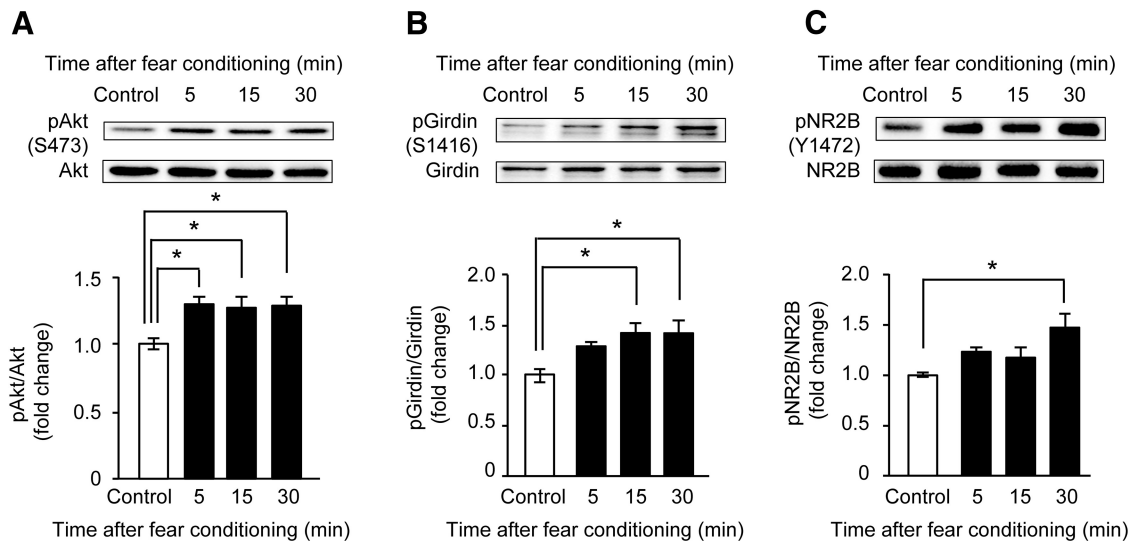 A
Time after fear conditioning (min)
Control 5 15 30
pAkt
(S473)
Akt
*
*
*
1.5
1.0
0.5
0
pAkt/Akt
(fold change)
Control 5 15 30
Time after fear conditioning (min)
B
Time after fear conditioning (min)
Control 5 15 30
pGirdin
(S1416)
Girdin
*
*
2.0
1.5
1.0
0.5
0
pGirdin/Girdin
(fold change)
Control 5 15 30
Time after fear conditioning (min)
C
Time after fear conditioning (min)
Control 5 15 30
pNR2B
(Y1472)
NR2B
*
2.0
1.5
1.0
0.5
0
pNR2B/NR2B
(fold change)
Control 5 15 30
Time after fear conditioning (min)